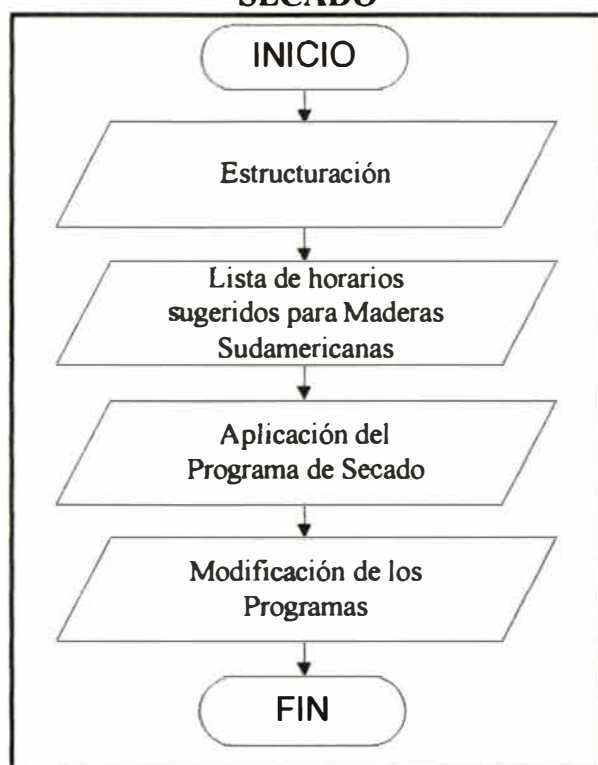 SECADO
INICIO
Estructuración
Lista de horarios
sugeridos para Maderas
Sudamericanas
Aplicación del
Programa de Secado
Modificación de los
Programas
FIN